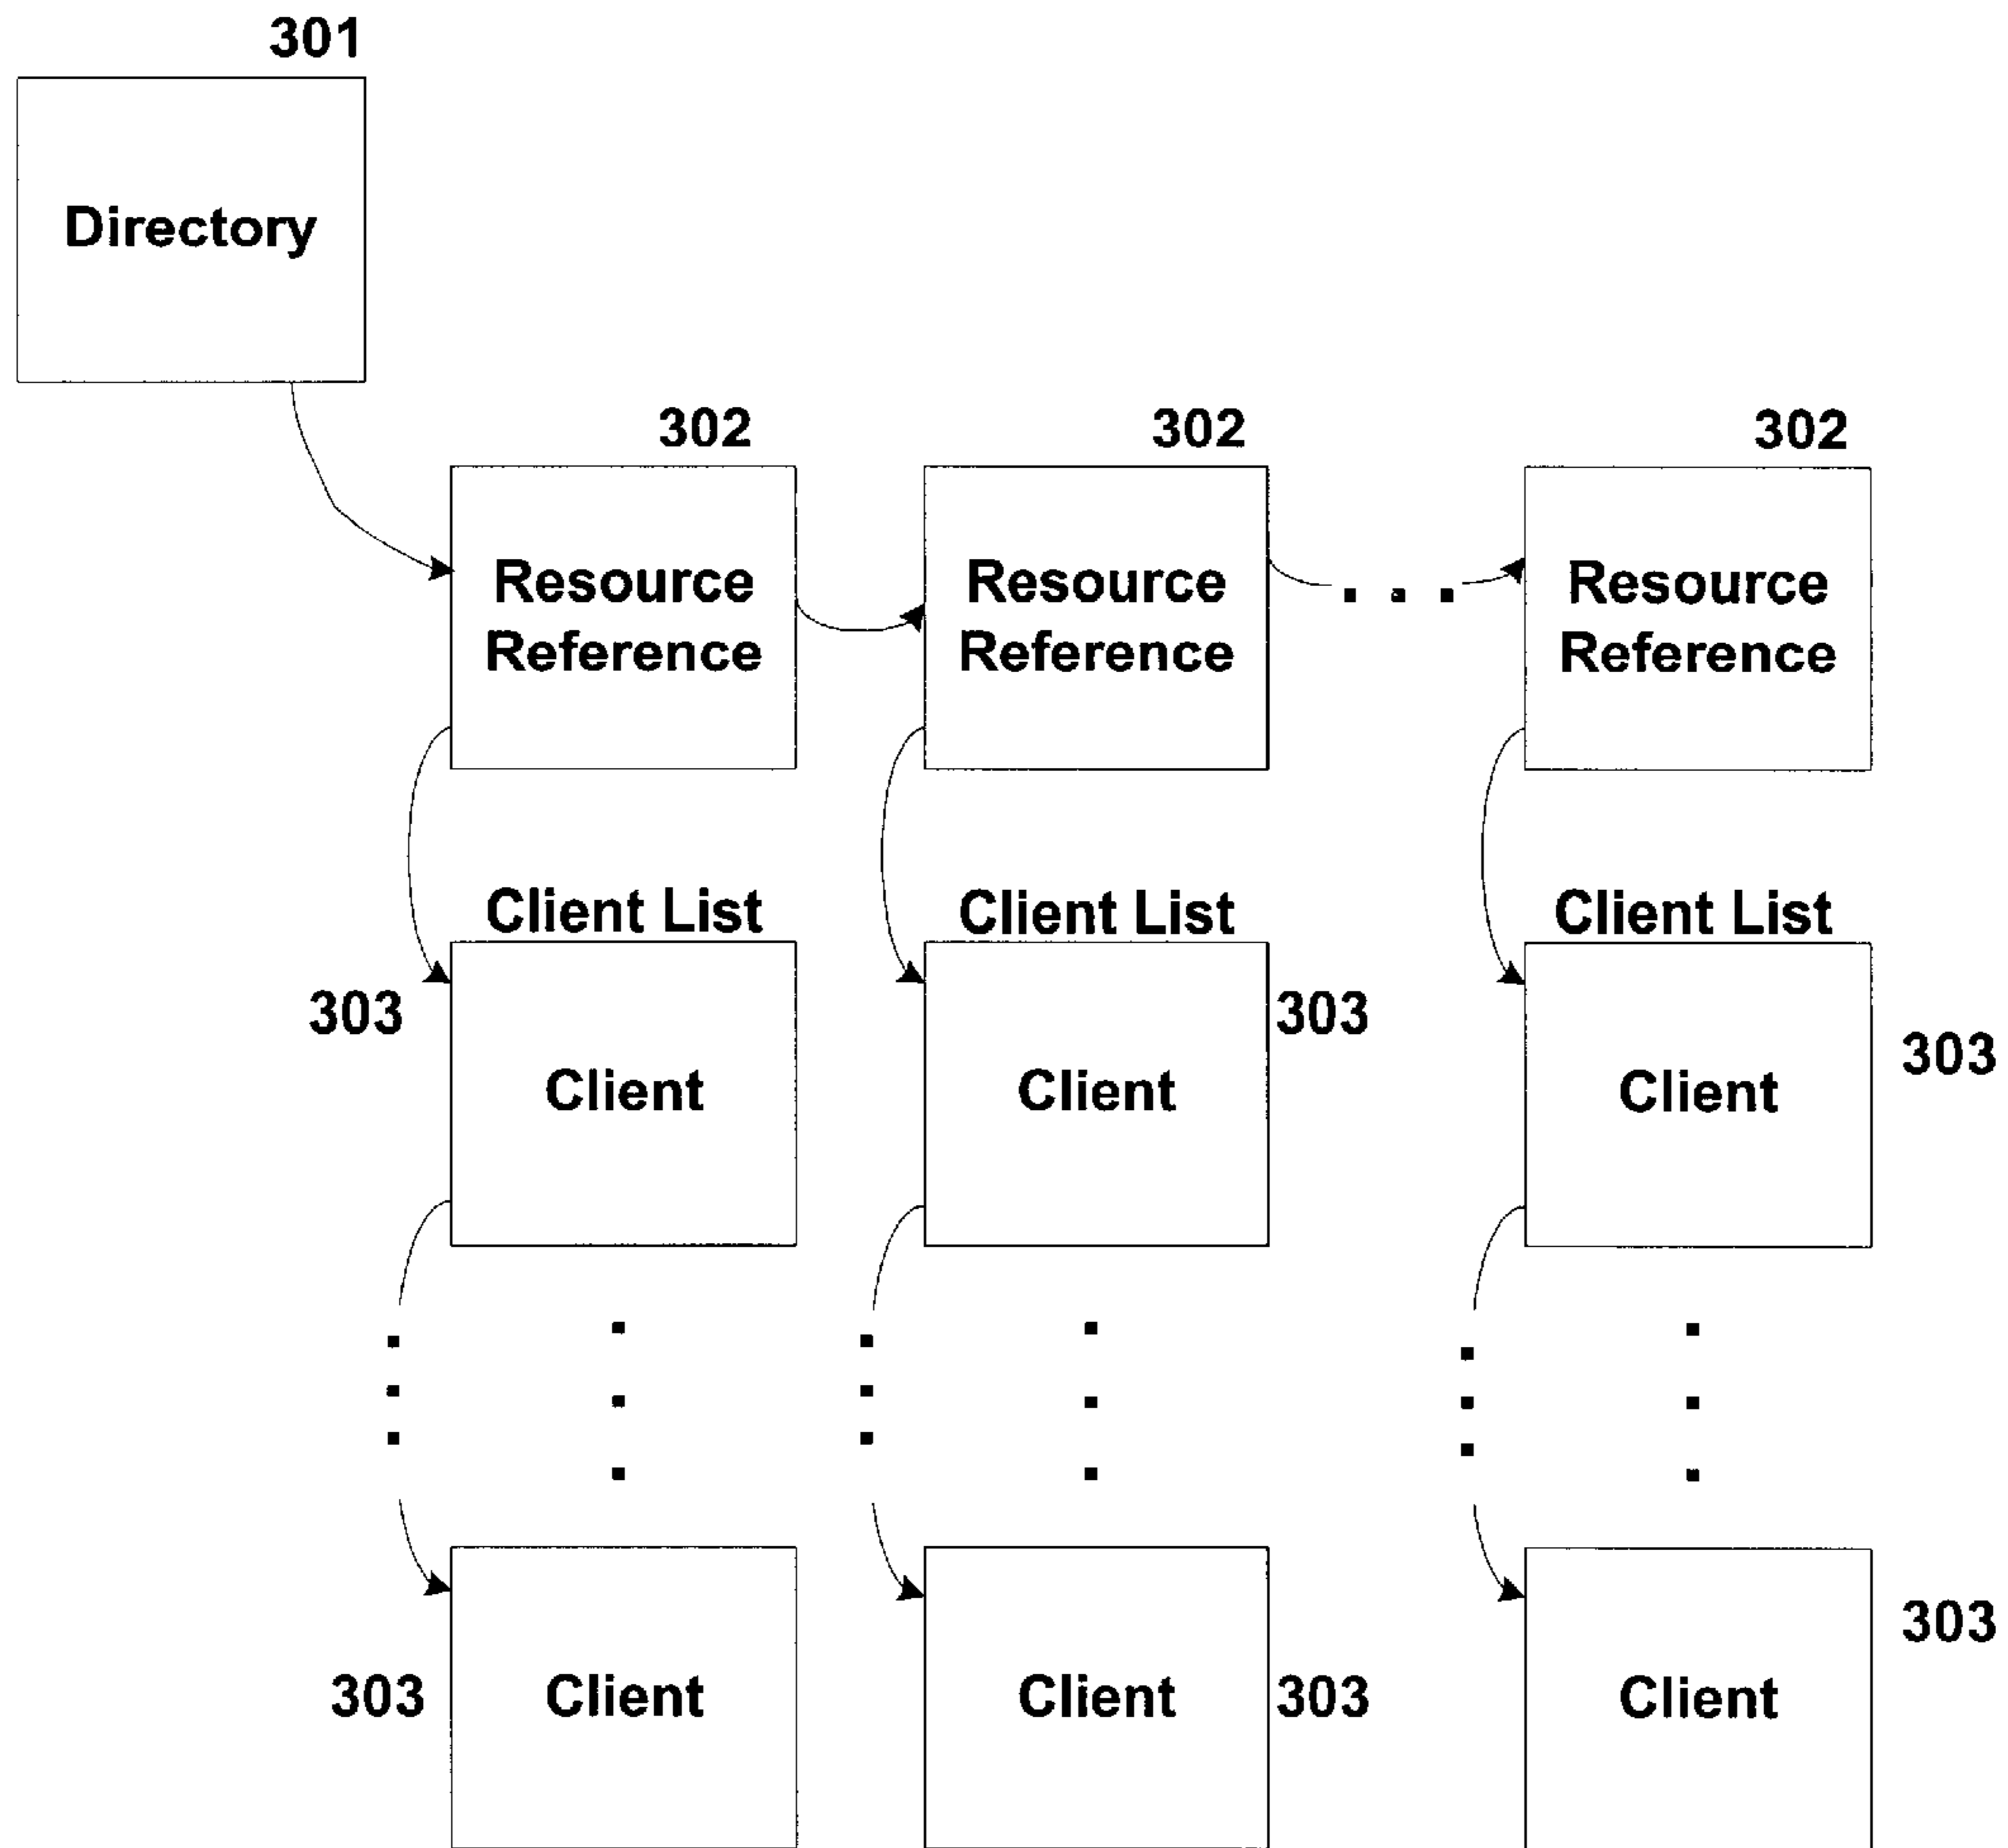 301
Directory
302
302
302
Resource
Reference
Resource
Reference
. . .
Resource
Reference
Client List
Client List
Client List
303
Client
Client
303
Client
303
303
Client
Client
303
Client
303